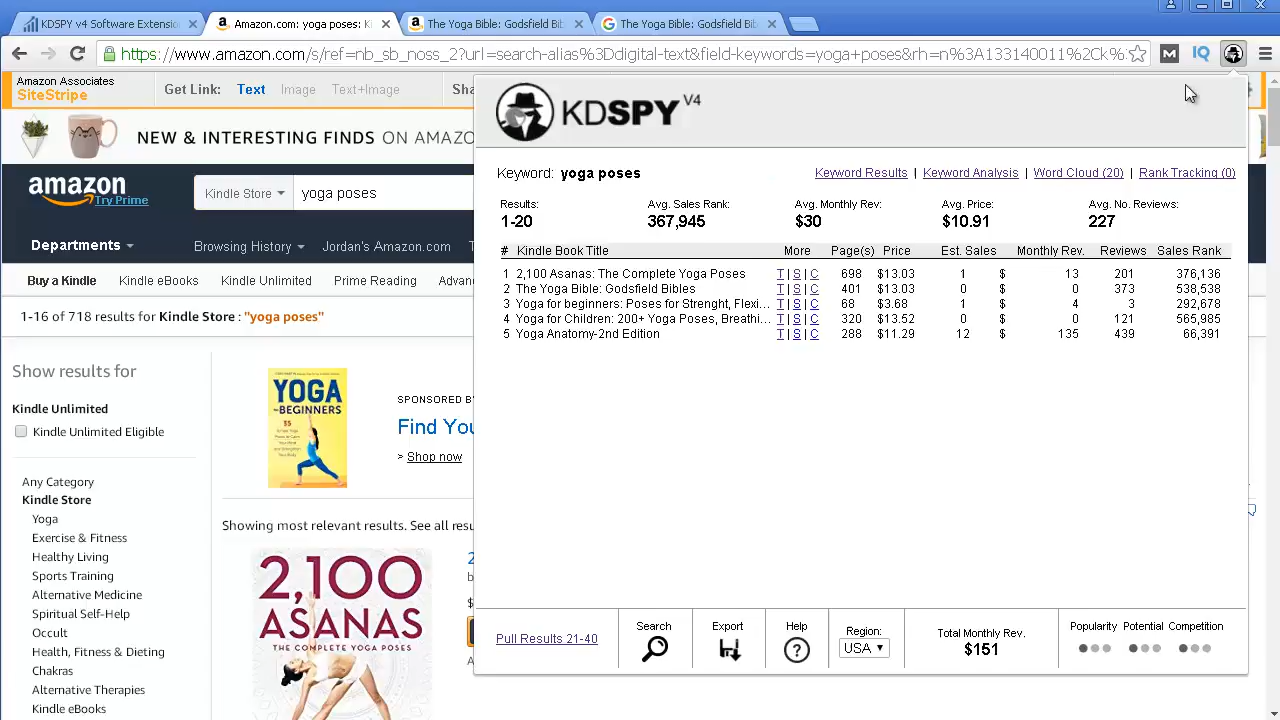 KDSPY v4 Software Extension
Amazon.com: yoga poses: Ki
The Yoga Bible: Godsfield Bib
The Yoga Bible: Godsfield Bib
https://www.amazon.com/s/ref=nb_sb_noss_2?url=search-alias%3Ddigital-text&field-keywords=yoga+poses&rh=n%3A133140011%2Ck%
Amazon Associates
SiteStripe
Get Link: Text Image Text+Image Sha
NEW & INTERESTING FINDS ON AMAZO
amazon
Try Prime
Kindle Store
yoga poses
Departments
Browsing History Jordan's Amazon.com T
Buy a Kindle Kindle eBooks Kindle Unlimited Prime Reading Advan
1-16 of 718 results for Kindle Store : "yoga poses"
Show results for
Kindle Unlimited
Kindle Unlimited Eligible
Any Category
Kindle Store
Yoga
Exercise & Fitness
Healthy Living
Sports Training
Alternative Medicine
Spiritual Self-Help
Occult
Health, Fitness & Dieting
Chakras
Alternative Therapies
Kindle eBooks
YOGA
for BEGINNERS
35
SPONSORED BY
Find You
> Shop now
Showing most relevant results. See all resu
2,100
ASANAS
THE COMPLETE YOGA POSES
KDSPY V4
Keyword: yoga poses
Keyword Results | Keyword Analysis | Word Cloud (20) | Rank Tracking (0)
Results: Avg. Sales Rank: Avg. Monthly Rev: Avg. Price: Avg. No. Reviews:
1-20 367,945 $30 $10.91 227
# Kindle Book Title More Page(s) Price Est. Sales Monthly Rev. Reviews Sales Rank
1 2,100 Asanas: The Complete Yoga Poses T | S | C 698 $13.03 1 $ 13 201 376,136
2 The Yoga Bible: Godsfield Bibles T | S | C 401 $13.03 0 $ 0 373 538,538
3 Yoga for beginners: Poses for Strenght, Flexi... T | S | C 68 $3.68 1 $ 4 3 292,678
4 Yoga for Children: 200+ Yoga Poses, Breathi... T | S | C 320 $13.52 0 $ 0 121 565,985
5 Yoga Anatomy-2nd Edition T | S | C 288 $11.29 12 $ 135 439 66,391
Pull Results 21-40
Search
Export
Help
Region:
USA
Total Monthly Rev.
$151
Popularity Potential Competition